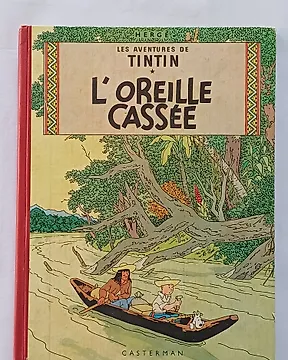 HERGÉ
LES AVENTURES DE
TINTIN
L'OREILLE
CASSÉE
CASTERMAN